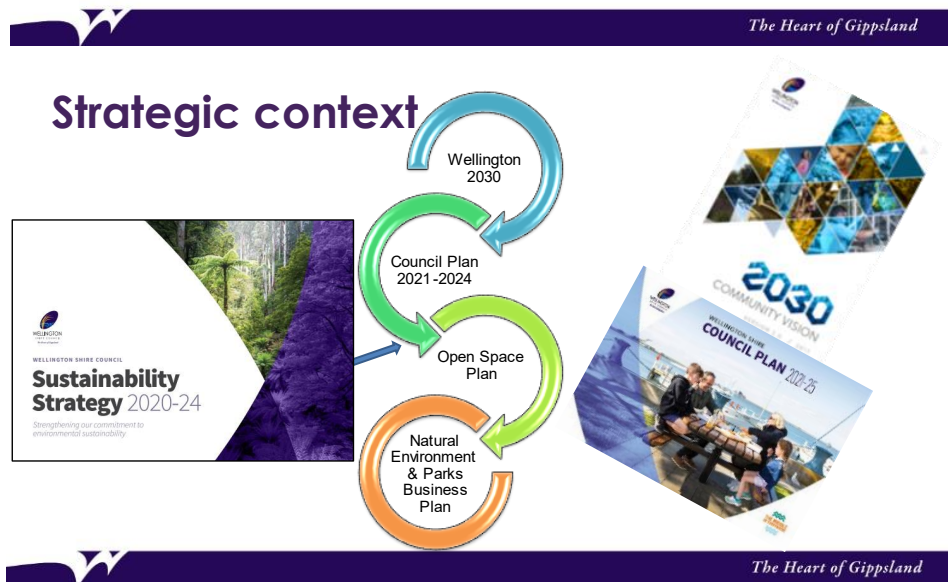 The Heart of Gippsland
Strategic context
Wellington
2030
Council Plan
2021-2024
Open Space
Plan
Natural
Environment
& Parks
Business
Plan
WELLINGTON
WELLINGTON SHIRE COUNCIL
Sustainability
Strategy 2020-24
Strengthening our commitment to
environmental sustainability
2030
COMMUNITY VISION
WELLINGTON SHIRE
COUNCIL PLAN 2021-25
The Heart of Gippsland